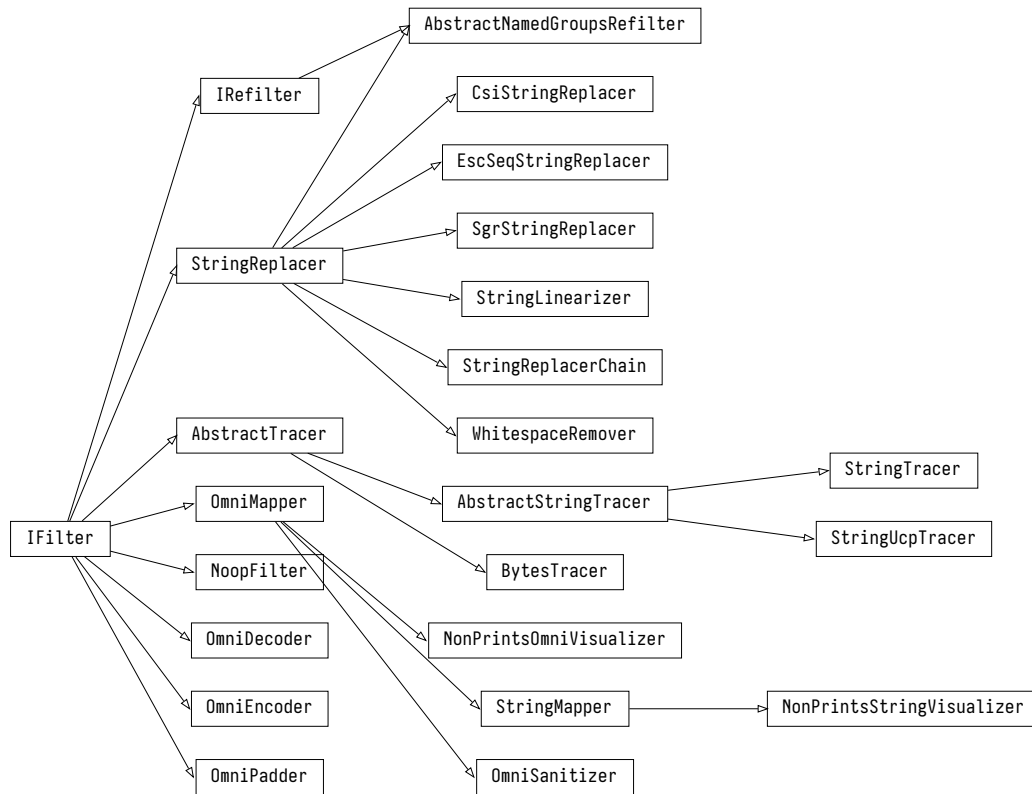 AbstractNamedGroupsRefilter
IRefilter
CsiStringReplacer
EscSeqStringReplacer
SgrStringReplacer
StringReplacer
StringLinearizer
StringReplacerChain
AbstractTracer
WhitespaceRemover
StringTracer
OmniMapper
AbstractStringTracer
IFilter
StringUcpTracer
NoopFilter
BytesTracer
OmniDecoder
NonPrintsOmniVisualizer
OmniEncoder
StringMapper
NonPrintsStringVisualizer
OmniPadder
OmniSanitizer